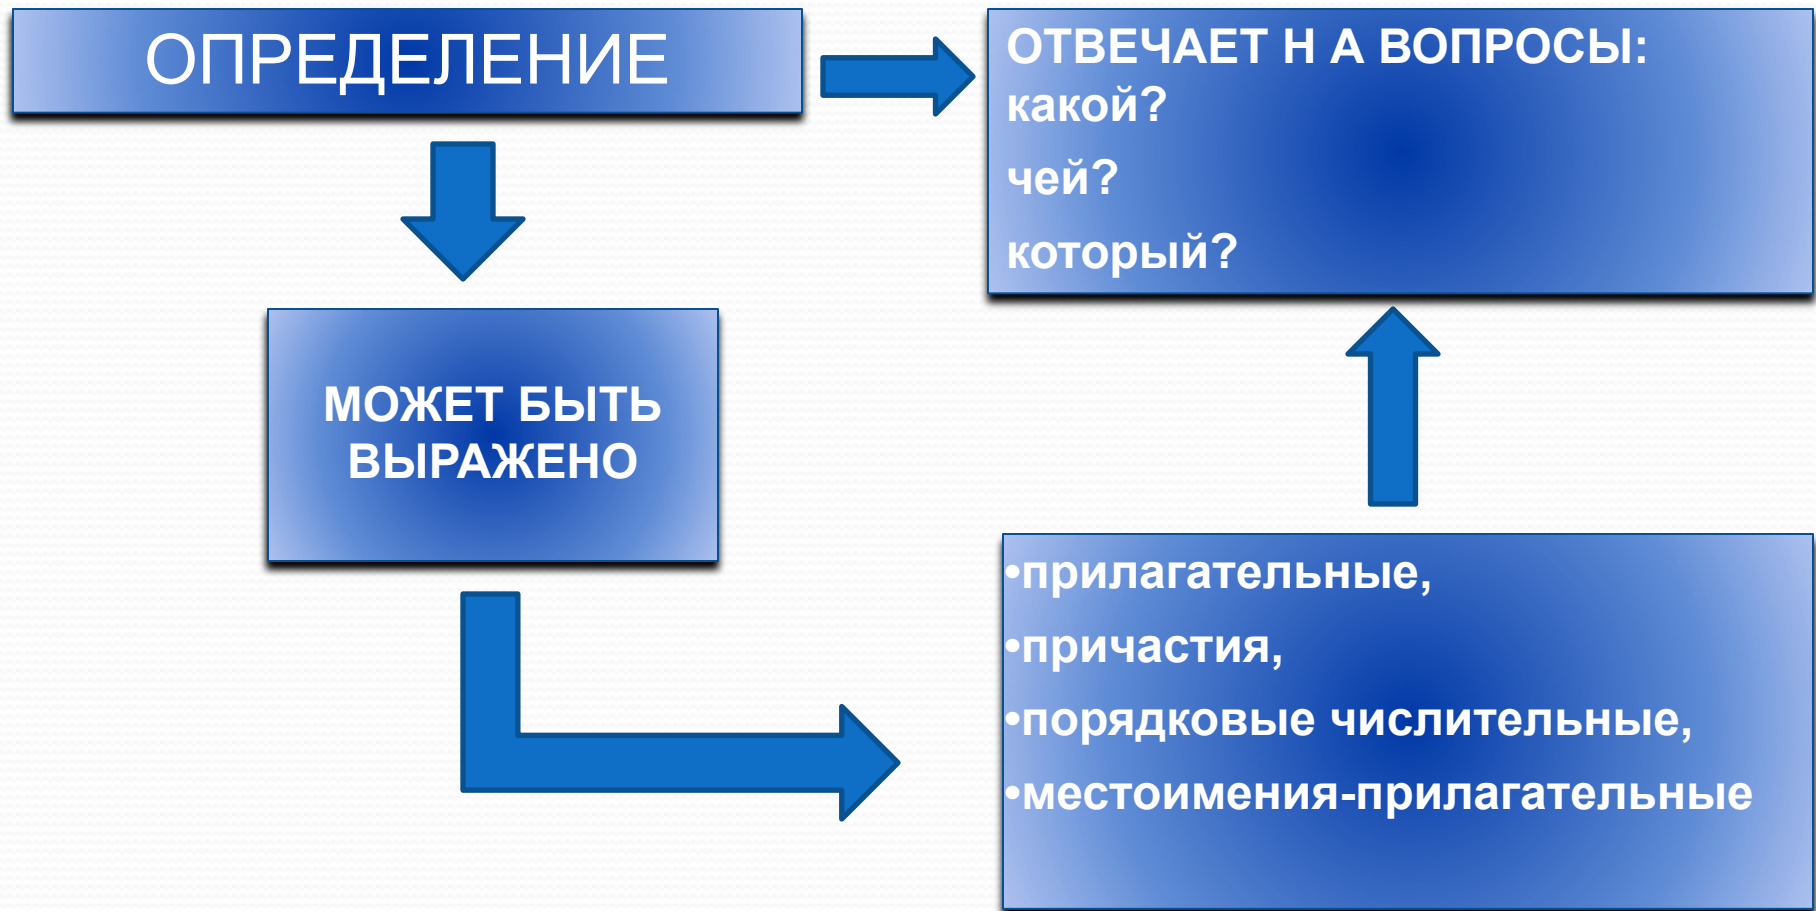 ОПРЕДЕЛЕНИЕ
ОТВЕЧАЕТ Н А ВОПРОСЫ:
какой?
чей?
который?
МОЖЕТ БЫТЬ
ВЫРАЖЕНО
•прилагательные,
•причастия,
•порядковые числительные,
•местоимения-прилагательные